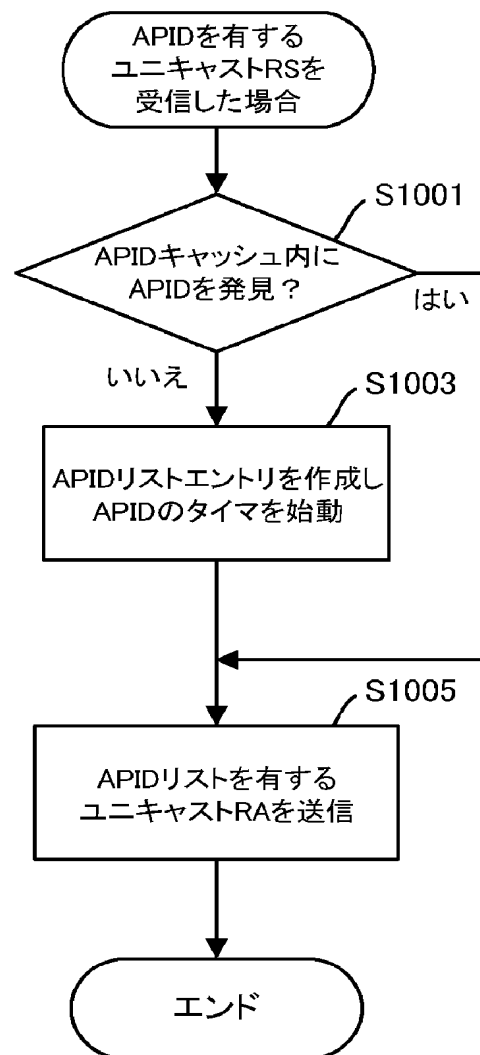 APIDを有する
ユニキャストRSを
受信した場合
S1001
APIDキャッシュ内に
APIDを発見？
はい
いいえ
S1003
APIDリストエントリを作成し
APIDのタイマを始動
S1005
APIDリストを有する
ユニキャストRAを送信
エンド